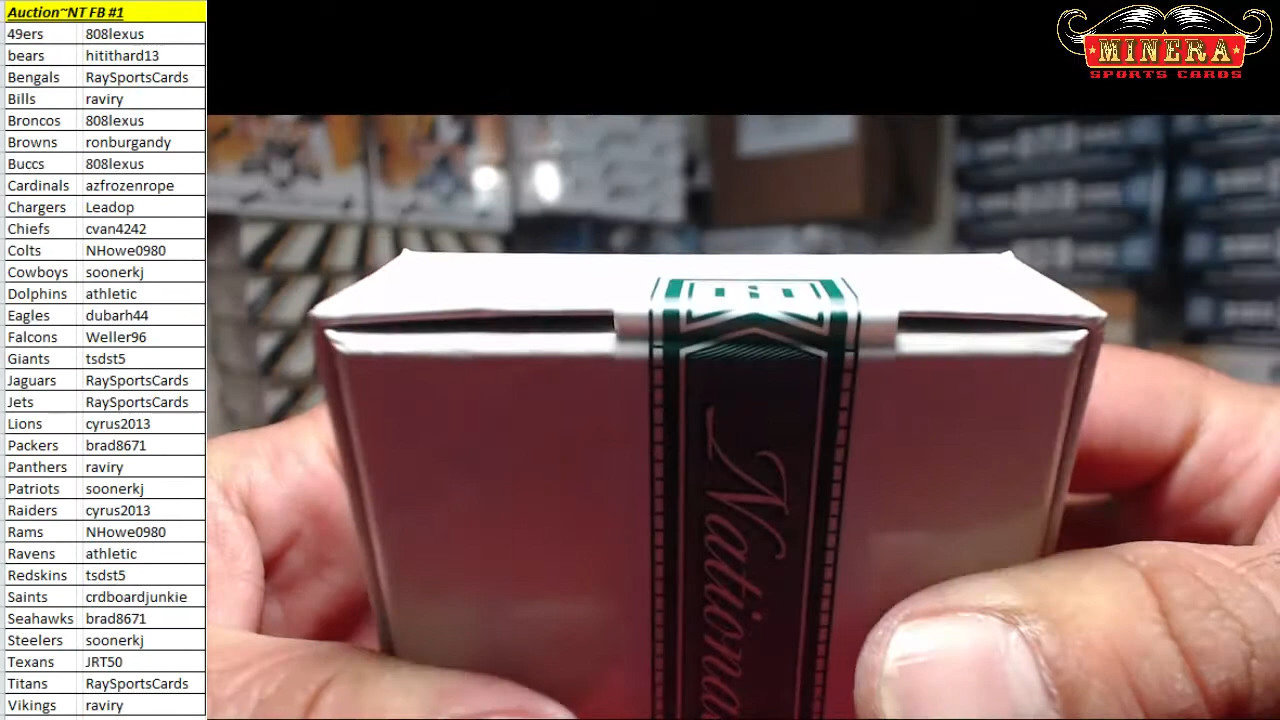 Auction~NT FB #1
49ers 808lexus
bears hitithard13
Bengals RaySportsCards
Bills raviry
Broncos 808lexus
Browns ronburgandy
Buccs 808lexus
Cardinals azfrozenrope
Chargers Leadop
Chiefs cvan4242
Colts NHowe0980
Cowboys soonerkj
Dolphins athletic
Eagles dubarh44
Falcons Weller96
Giants tsdst5
Jaguars RaySportsCards
Jets RaySportsCards
Lions cyrus2013
Packers brad8671
Panthers raviry
Patriots soonerkj
Raiders cyrus2013
Rams NHowe0980
Ravens athletic
Redskins tsdst5
Saints crdboardjunkie
Seahawks brad8671
Steelers soonerkj
Texans JRT50
Titans RaySportsCards
Vikings raviry
MINERA
SPORTS CARDS
Nationa